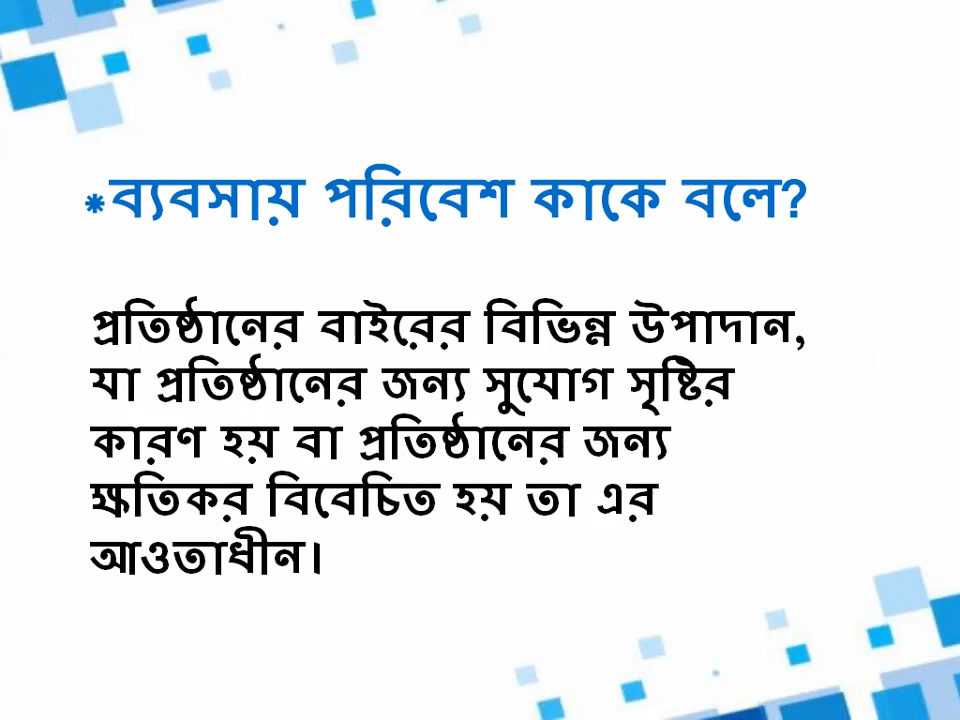 *ব্যবসায় পরিবেশ কাকে বলে?
প্রতিষ্ঠানের বাইরের বিভিন্ন উপাদান,
যা প্রতিষ্ঠানের জন্য সুযোগ সৃষ্টির
কারণ হয় বা প্রতিষ্ঠানের জন্য
ক্ষতিকর বিবেচিত হয় তা এর
আওতাধীন।